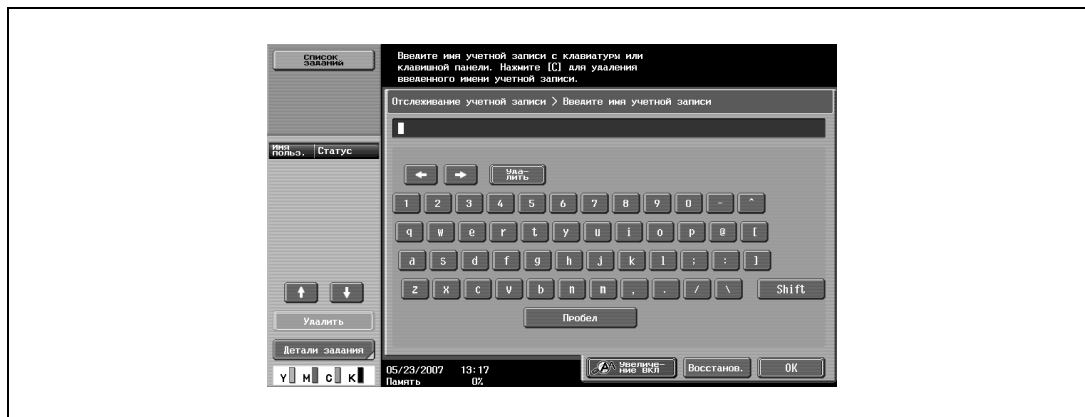 Список
заданий
Введите имя учетной записи с клавиатуры или
клавишной панели. Нажмите [C] для удаления
введенного имени учетной записи.
Отслеживание учетной записи > Введите имя учетной записи
Имя
польз.
Статус
← → Уда-
лить
1 2 3 4 5 6 7 8 9 0 - ^
q w e r t y u i o p @ [
a s d f g h j k l ; : ]
z x c v b n m , . / \ Shift
Пробел
↑ ↓
Удалить
Детали задания
Y M C K
05/23/2007 13:17
Память 0%
Увеличе-
ние ВКЛ
Восстанов.
OK